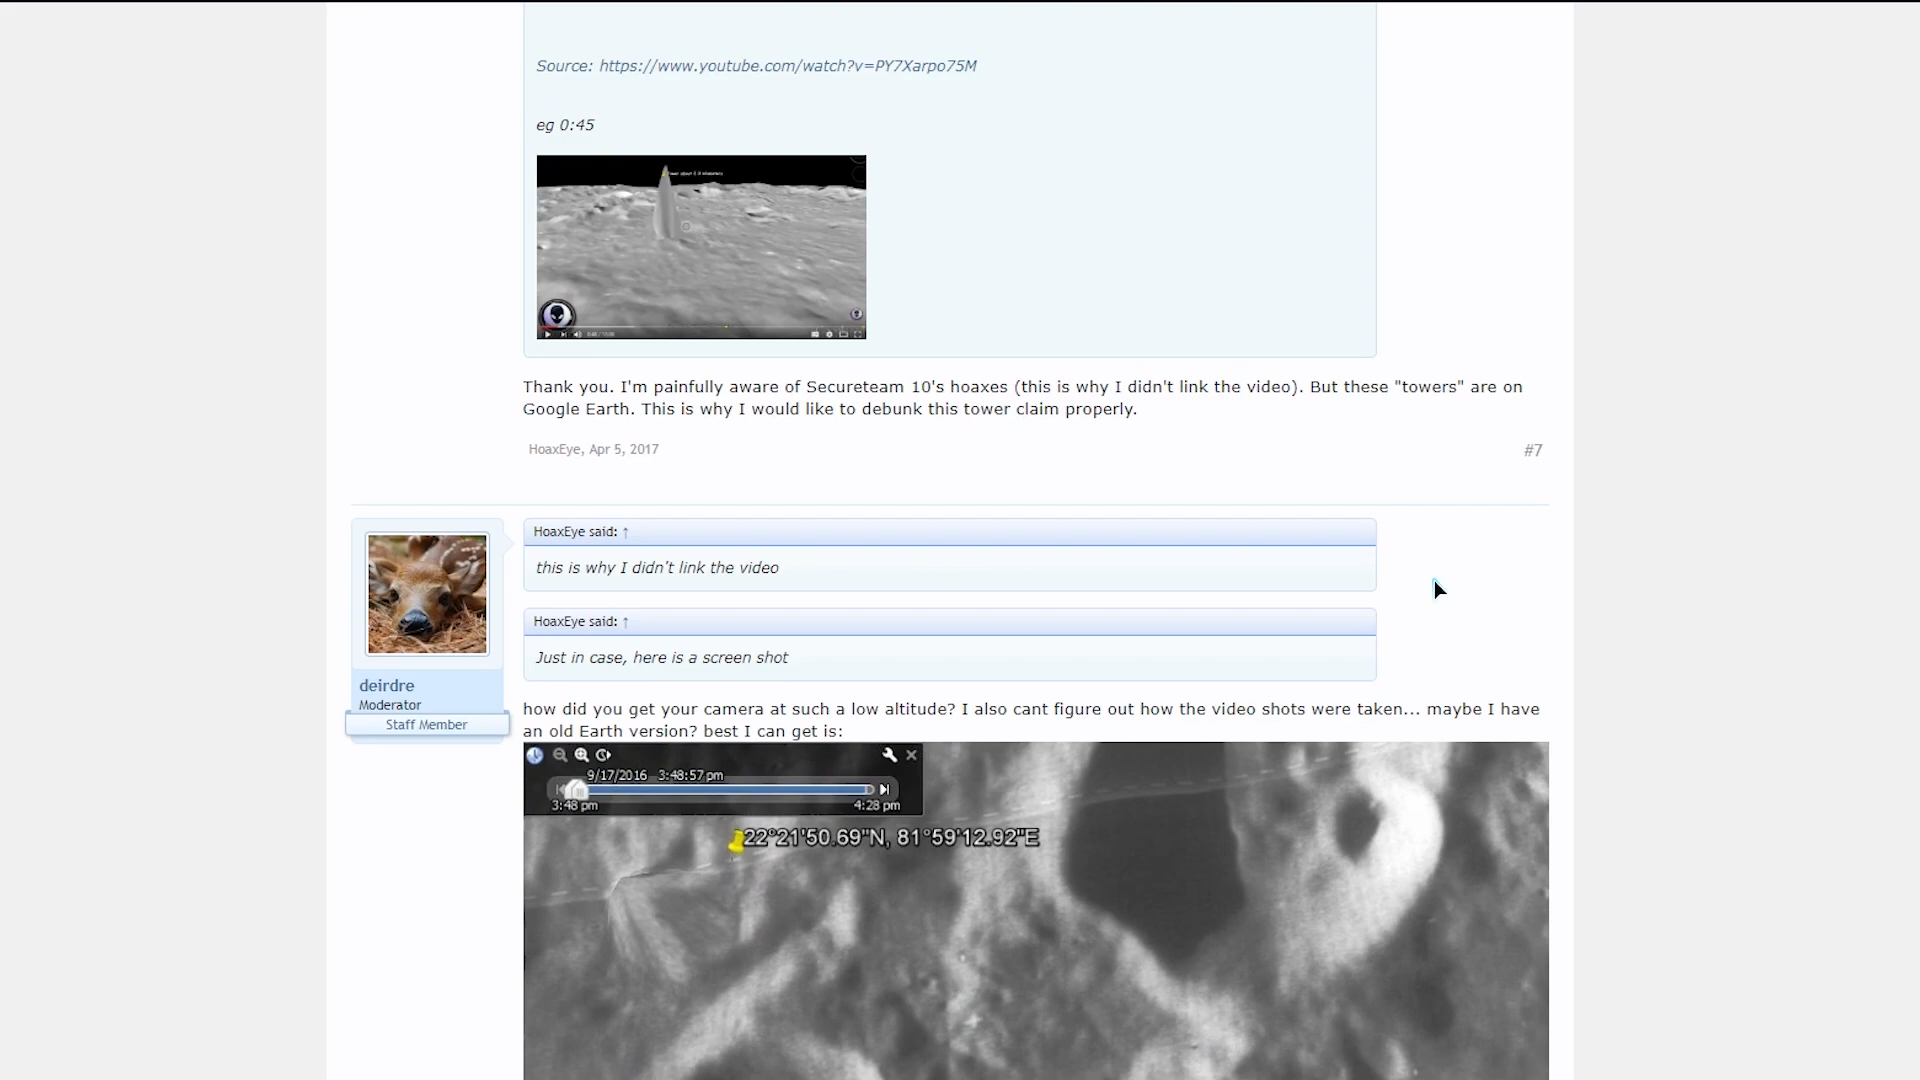 Source: https://www.youtube.com/watch?v=PY7Xarpo75M
eg 0:45
Thank you. I'm painfully aware of Secureteam 10's hoaxes (this is why I didn't link the video). But these "towers" are on
Google Earth. This is why I would like to debunk this tower claim properly.
HoaxEye, Apr 5, 2017
#7
HoaxEye said: ↑
this is why I didn't link the video
HoaxEye said: ↑
Just in case, here is a screen shot
deirdre
Moderator
Staff Member
how did you get your camera at such a low altitude? I also cant figure out how the video shots were taken... maybe I have
an old Earth version? best I can get is:
9/17/2016 3:48:57 pm
3:48 pm
4:28 pm
22°21'50.69"N, 81°59'12.92"E